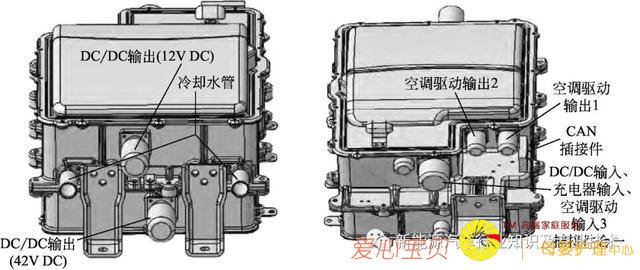 DC/DC输出(12V DC)
冷却水管
DC/DC输出
(42V DC)
空调驱动输出2
空调驱动
输出1
CAN
插接件
DC/DC输入、
充电器输入、
空调驱动
输入3
爱心宝贝
母婴护理中心